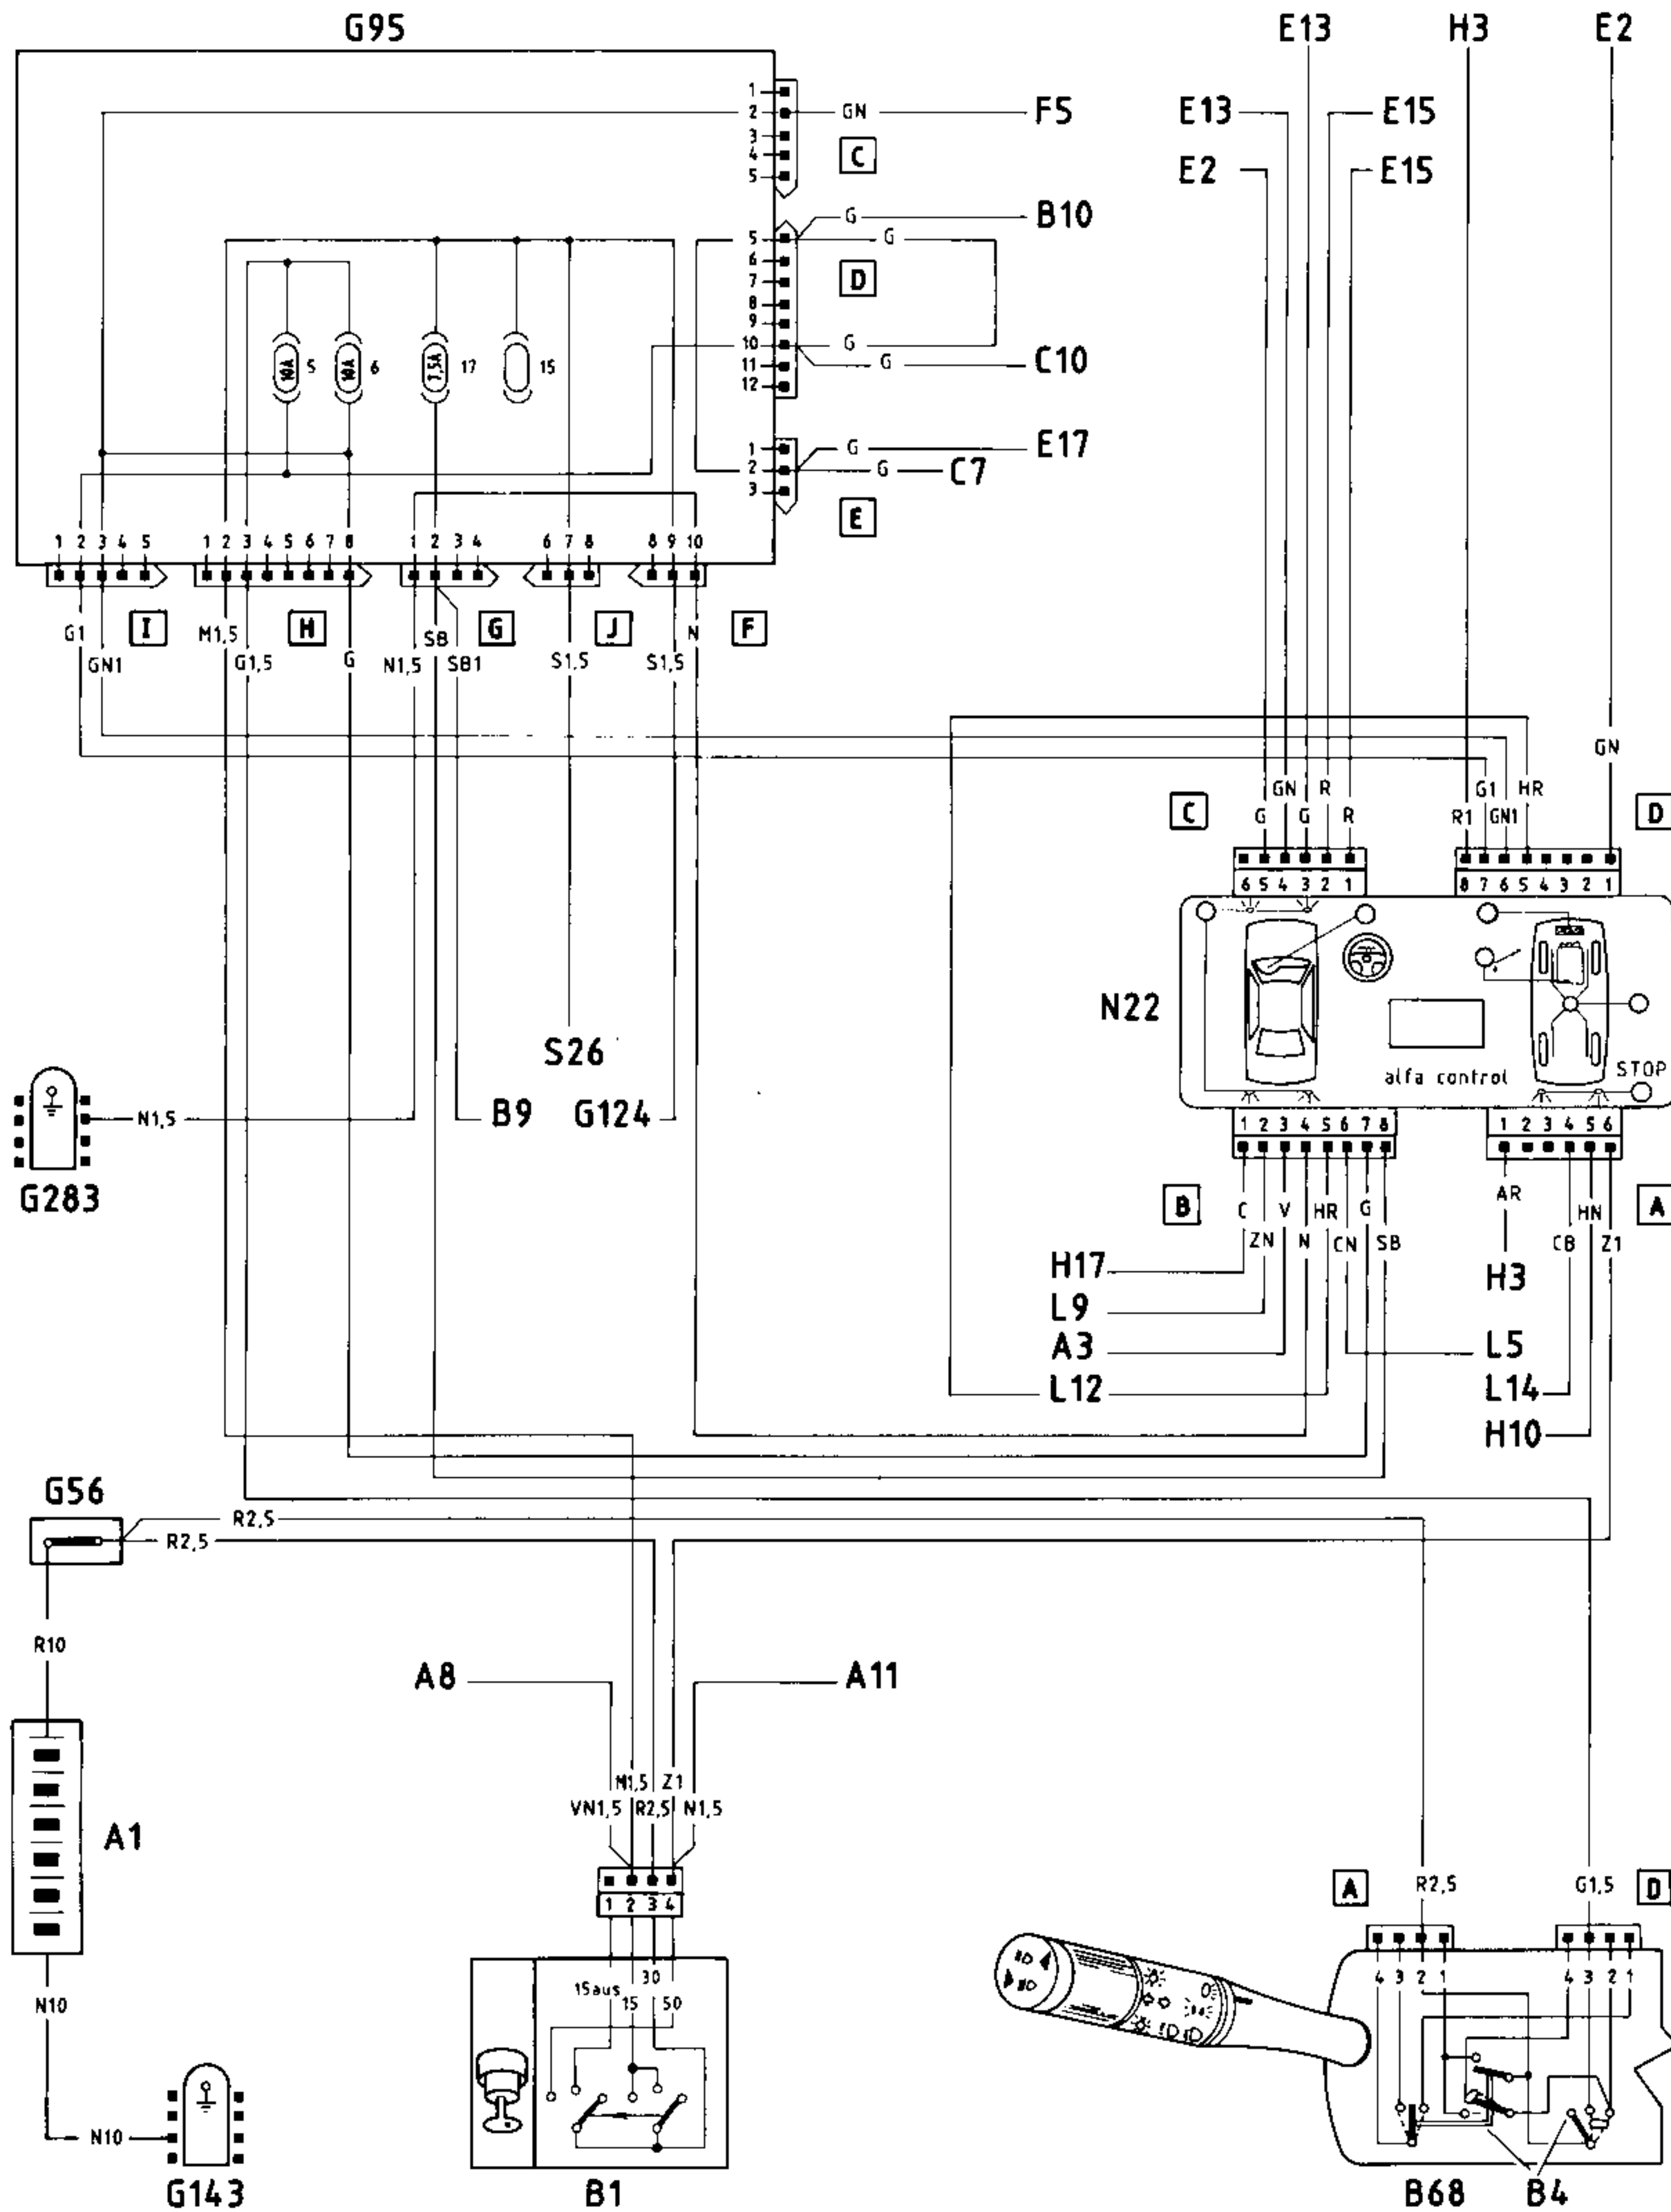 G95
E13 H3 E2
1
2 GN F5 E13 E15
3
4 C
5 E2 E15
G B10
5 G
6
7 D
8
9
10 G
11 G C10
12
10A 5 10A 6 7,5A 17 15
1 G E17
2 G C7
3
E
1 2 3 4 5 1 2 3 4 5 6 7 8 1 2 3 4 6 7 8 8 9 10
G1 I M1,5 H SB G J N F
GN1 G1,5 G N1,5 SB1 S1,5 S1,5
GN
GN R G1 HR
C G G R R1 GN1 D
6 5 4 3 2 1 8 7 6 5 4 3 2 1
N22
S26
alfa control STOP
N1,5 B9 G124
1 2 3 4 5 6 7 8 1 2 3 4 5 6
G283
B C V HR G AR HN A
ZN N CN SB CB Z1
H17 H3
L9
A3 L5
L12 L14
H10
G56
R2,5
R2,5
R10
A8 A11
M1,5 Z1
VN1,5 R2,5 N1,5
A1
A R2,5 G1,5 D
1 2 3 4
30
15aus 15 50
4 3 2 1 4 3 2 1
N10
N10
G143 B1 B68 B4